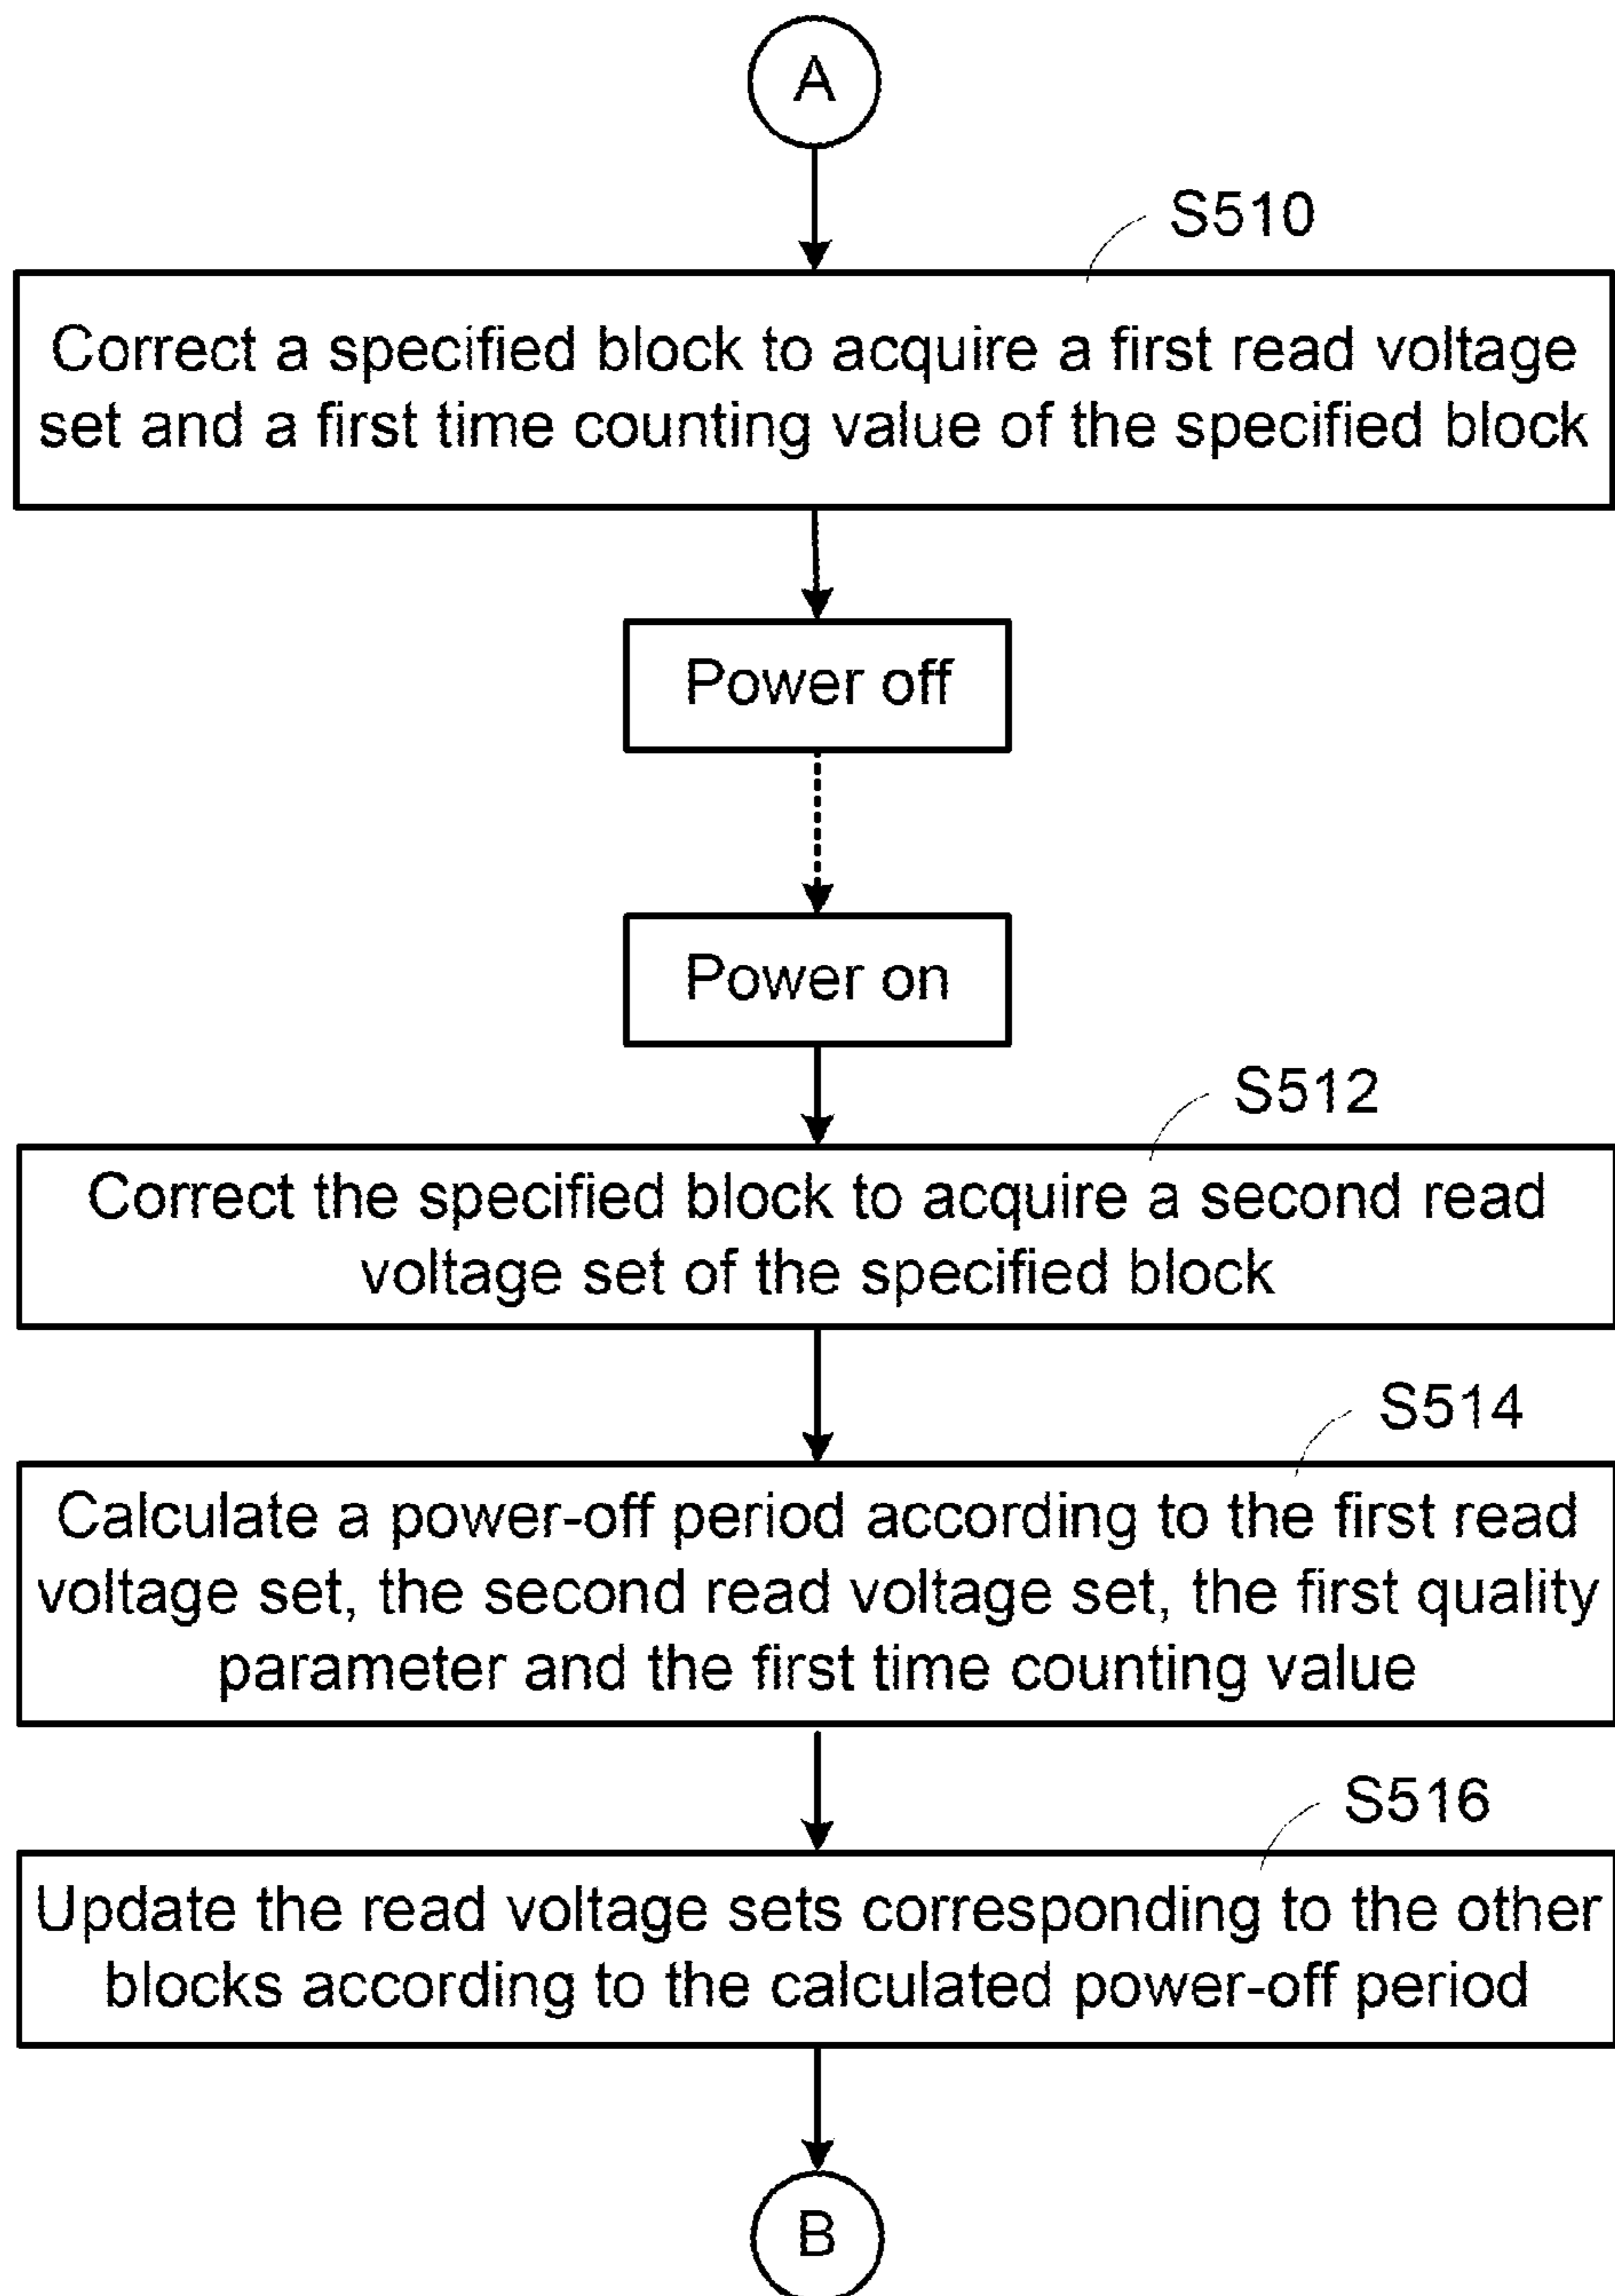 A
S510
Correct a specified block to acquire a first read voltage
set and a first time counting value of the specified block
Power off
Power on
S512
Correct the specified block to acquire a second read
voltage set of the specified block
S514
Calculate a power-off period according to the first read
voltage set, the second read voltage set, the first quality
parameter and the first time counting value
S516
Update the read voltage sets corresponding to the other
blocks according to the calculated power-off period
B